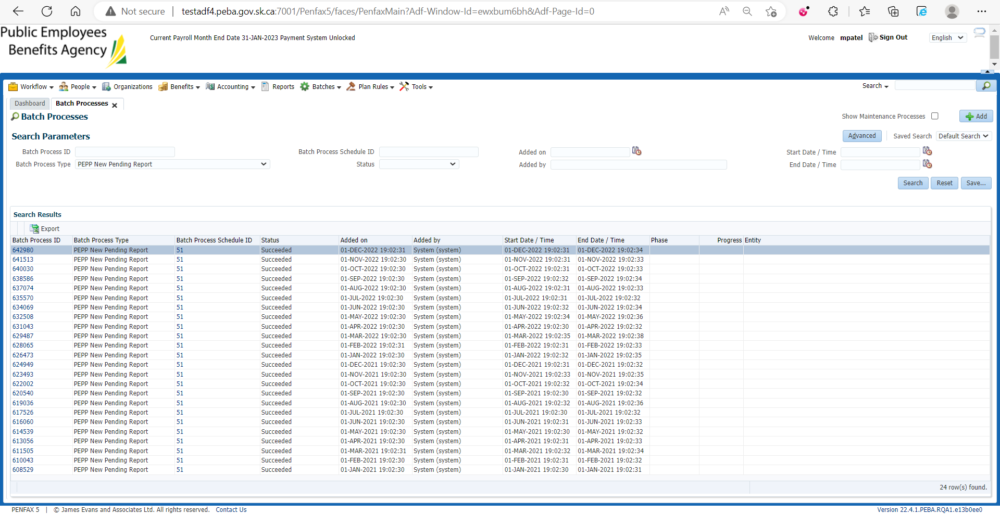 Not secure | testadf4.peba.gov.sk.ca:7001/Penfax5/faces/PenfaxMain?Adf-Window-Id=ewxbum6bh&Adf-Page-Id=0
Public Employees
Benefits Agency
Current Payroll Month End Date 31-JAN-2023 Payment System Unlocked
Welcome mpatel Sign Out English
Workflow People Organizations Benefits Accounting Reports Batches Plan Rules Tools Search
Dashboard Batch Processes
Batch Processes Show Maintenance Processes Add
Search Parameters Advanced Saved Search Default Search
Batch Process ID Batch Process Schedule ID Added on Start Date / Time
Batch Process Type PEPP New Pending Report Status Added by End Date / Time
Search Reset Save...
Search Results
Export
Batch Process ID Batch Process Type Batch Process Schedule ID Status Added on Added by Start Date / Time End Date / Time Phase Progress Entity
642980 PEPP New Pending Report 51 Succeeded 01-DEC-2022 19:02:31 System (system) 01-DEC-2022 19:02:31 01-DEC-2022 19:02:34
641513 PEPP New Pending Report 51 Succeeded 01-NOV-2022 19:02:30 System (system) 01-NOV-2022 19:02:31 01-NOV-2022 19:02:33
640030 PEPP New Pending Report 51 Succeeded 01-OCT-2022 19:02:30 System (system) 01-OCT-2022 19:02:31 01-OCT-2022 19:02:33
638586 PEPP New Pending Report 51 Succeeded 01-SEP-2022 19:02:30 System (system) 01-SEP-2022 19:02:32 01-SEP-2022 19:02:34
637074 PEPP New Pending Report 51 Succeeded 01-AUG-2022 19:02:30 System (system) 01-AUG-2022 19:02:31 01-AUG-2022 19:02:33
635570 PEPP New Pending Report 51 Succeeded 01-JUL-2022 19:02:30 System (system) 01-JUL-2022 19:02:31 01-JUL-2022 19:02:32
634069 PEPP New Pending Report 51 Succeeded 01-JUN-2022 19:02:30 System (system) 01-JUN-2022 19:02:32 01-JUN-2022 19:02:34
632508 PEPP New Pending Report 51 Succeeded 01-MAY-2022 19:02:30 System (system) 01-MAY-2022 19:02:34 01-MAY-2022 19:02:36
631043 PEPP New Pending Report 51 Succeeded 01-APR-2022 19:02:30 System (system) 01-APR-2022 19:02:30 01-APR-2022 19:02:32
629487 PEPP New Pending Report 51 Succeeded 01-MAR-2022 19:02:30 System (system) 01-MAR-2022 19:02:35 01-MAR-2022 19:02:38
628065 PEPP New Pending Report 51 Succeeded 01-FEB-2022 19:02:31 System (system) 01-FEB-2022 19:02:31 01-FEB-2022 19:02:33
626473 PEPP New Pending Report 51 Succeeded 01-JAN-2022 19:02:30 System (system) 01-JAN-2022 19:02:32 01-JAN-2022 19:02:35
624949 PEPP New Pending Report 51 Succeeded 01-DEC-2021 19:02:30 System (system) 01-DEC-2021 19:02:31 01-DEC-2021 19:02:32
623493 PEPP New Pending Report 51 Succeeded 01-NOV-2021 19:02:30 System (system) 01-NOV-2021 19:02:33 01-NOV-2021 19:02:35
622002 PEPP New Pending Report 51 Succeeded 01-OCT-2021 19:02:30 System (system) 01-OCT-2021 19:02:32 01-OCT-2021 19:02:34
620540 PEPP New Pending Report 51 Succeeded 01-SEP-2021 19:02:30 System (system) 01-SEP-2021 19:02:30 01-SEP-2021 19:02:32
619036 PEPP New Pending Report 51 Succeeded 01-AUG-2021 19:02:30 System (system) 01-AUG-2021 19:02:32 01-AUG-2021 19:02:36
617526 PEPP New Pending Report 51 Succeeded 01-JUL-2021 19:02:30 System (system) 01-JUL-2021 19:02:30 01-JUL-2021 19:02:32
616060 PEPP New Pending Report 51 Succeeded 01-JUN-2021 19:02:30 System (system) 01-JUN-2021 19:02:31 01-JUN-2021 19:02:33
614539 PEPP New Pending Report 51 Succeeded 01-MAY-2021 19:02:30 System (system) 01-MAY-2021 19:02:30 01-MAY-2021 19:02:32
613056 PEPP New Pending Report 51 Succeeded 01-APR-2021 19:02:30 System (system) 01-APR-2021 19:02:31 01-APR-2021 19:02:33
611505 PEPP New Pending Report 51 Succeeded 01-MAR-2021 19:02:31 System (system) 01-MAR-2021 19:02:32 01-MAR-2021 19:02:34
610043 PEPP New Pending Report 51 Succeeded 01-FEB-2021 19:02:30 System (system) 01-FEB-2021 19:02:31 01-FEB-2021 19:02:32
608529 PEPP New Pending Report 51 Succeeded 01-JAN-2021 19:02:30 System (system) 01-JAN-2021 19:02:30 01-JAN-2021 19:02:31
24 row(s) found.
PENFAX 5 | © James Evans and Associates Ltd. All rights reserved. Contact Us Version 22.4.1.PEBA.RQA1.e13b0ee0